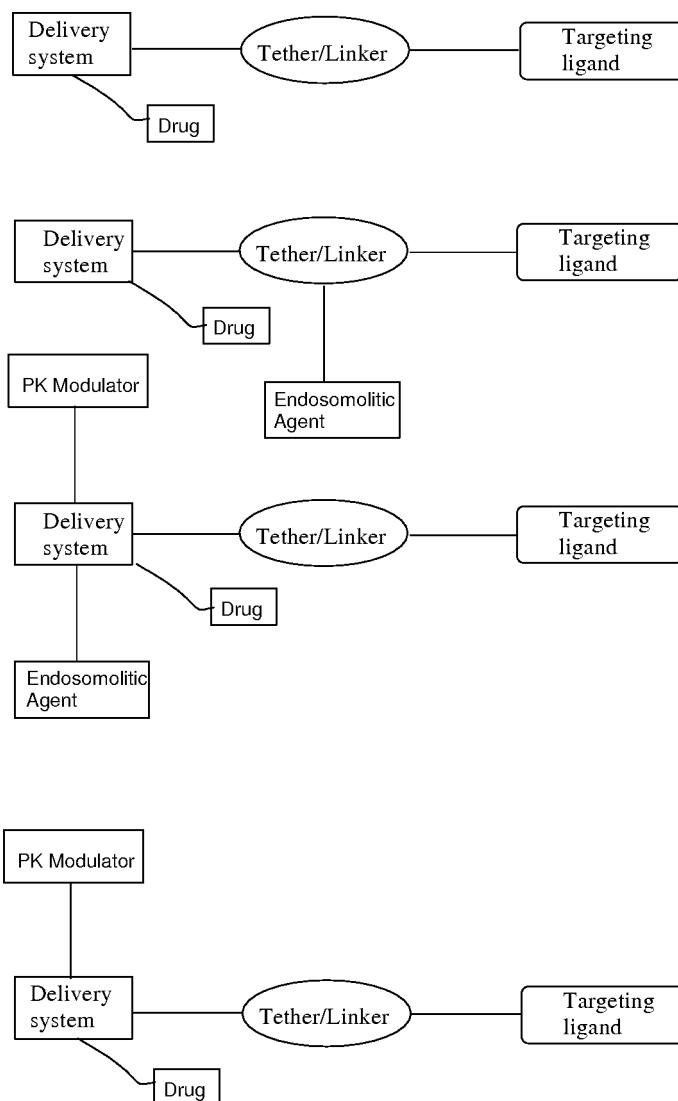 Delivery
system
Tether/Linker
Targeting
ligand
Drug
Delivery
system
Tether/Linker
Targeting
ligand
Drug
Endosomolitic
Agent
PK Modulator
Delivery
system
Tether/Linker
Targeting
ligand
Drug
Endosomolitic
Agent
PK Modulator
Delivery
system
Tether/Linker
Targeting
ligand
Drug